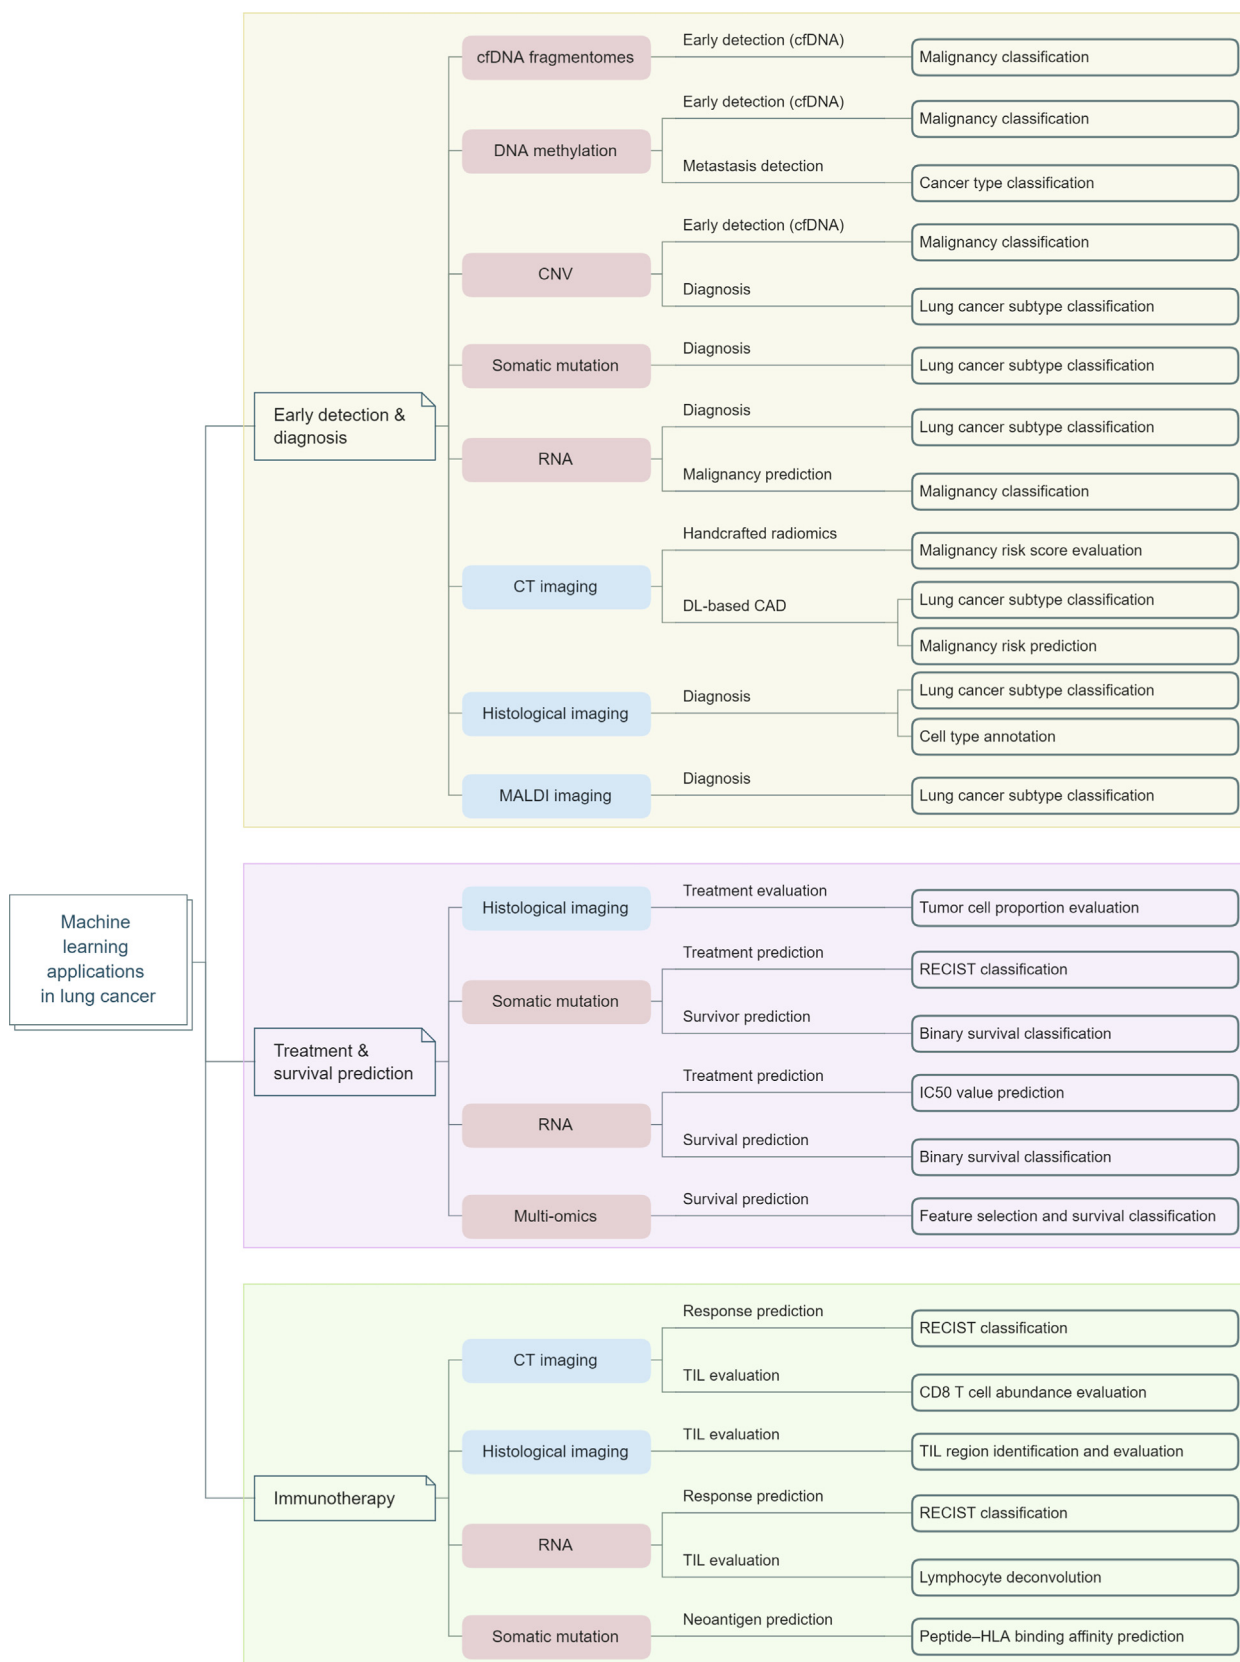 Machine
learning
applications
in lung cancer
Early detection &
diagnosis
cfDNA fragmentomes
Early detection (cfDNA)
Malignancy classification
DNA methylation
Early detection (cfDNA)
Malignancy classification
Metastasis detection
Cancer type classification
CNV
Early detection (cfDNA)
Malignancy classification
Diagnosis
Lung cancer subtype classification
Somatic mutation
Diagnosis
Lung cancer subtype classification
RNA
Diagnosis
Lung cancer subtype classification
Malignancy prediction
Malignancy classification
CT imaging
Handcrafted radiomics
Malignancy risk score evaluation
DL-based CAD
Lung cancer subtype classification
Malignancy risk prediction
Histological imaging
Diagnosis
Lung cancer subtype classification
Cell type annotation
MALDI imaging
Diagnosis
Lung cancer subtype classification
Treatment &
survival prediction
Histological imaging
Treatment evaluation
Tumor cell proportion evaluation
Somatic mutation
Treatment prediction
RECIST classification
Survivor prediction
Binary survival classification
RNA
Treatment prediction
IC50 value prediction
Survival prediction
Binary survival classification
Multi-omics
Survival prediction
Feature selection and survival classification
Immunotherapy
CT imaging
Response prediction
RECIST classification
TIL evaluation
CD8 T cell abundance evaluation
Histological imaging
TIL evaluation
TIL region identification and evaluation
RNA
Response prediction
RECIST classification
TIL evaluation
Lymphocyte deconvolution
Somatic mutation
Neoantigen prediction
Peptide–HLA binding affinity prediction